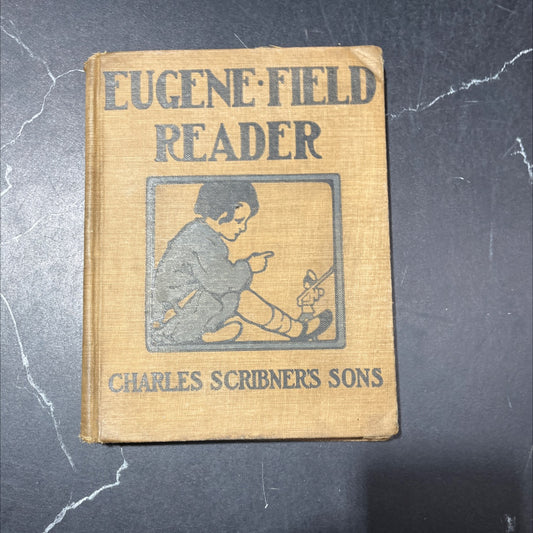 EUGENE·FIELD
READER
CHARLES SCRIBNER'S SONS